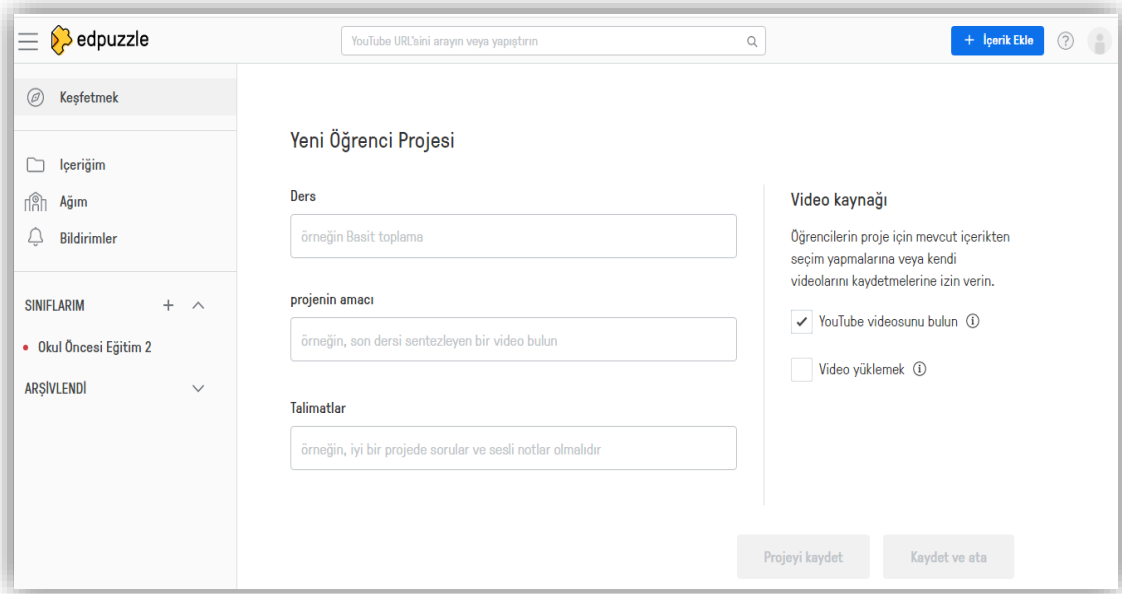 edpuzzle
YouTube URL'sini arayın veya yapıştırın
+ İçerik Ekle
Keşfetmek
Içeriğim
Ağım
Bildirimler
SINIFLARIM +
Okul Öncesi Eğitim 2
ARŞİVLENDİ
Yeni Öğrenci Projesi
Ders
örneğin Basit toplama
projenin amacı
örneğin, son dersi sentezleyen bir video bulun
Talimatlar
örneğin, iyi bir projede sorular ve sesli notlar olmalıdır
Video kaynağı
Öğrencilerin proje için mevcut içerikten
seçim yapmalarına veya kendi
videolarını kaydetmelerine izin verin.
YouTube videosunu bulun
Video yüklemek
Projeyi kaydet
Kaydet ve ata